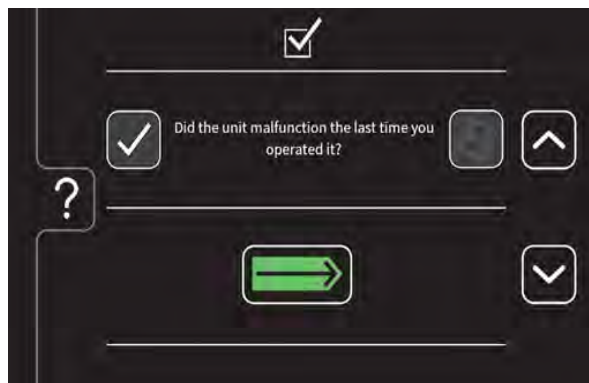 Did the unit malfunction the last time you
operated it?
?